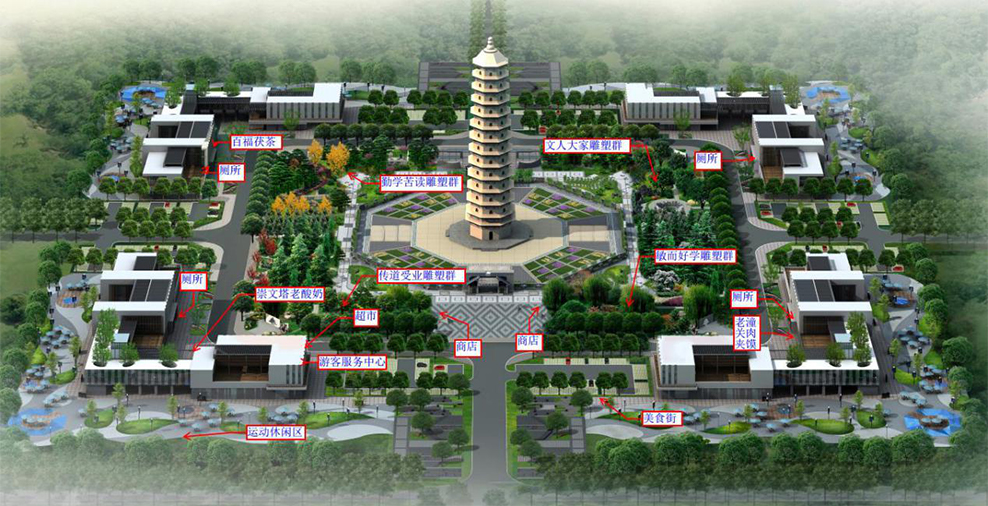 百福茯茶
厕所
勤学苦读雕塑群
文人大家雕塑群
厕所
敏而好学雕塑群
传道受业雕塑群
厕所
崇文塔老酸奶
超市
游客服务中心
商店
商店
厕所
老潼
关肉
夹馍
美食街
运动休闲区